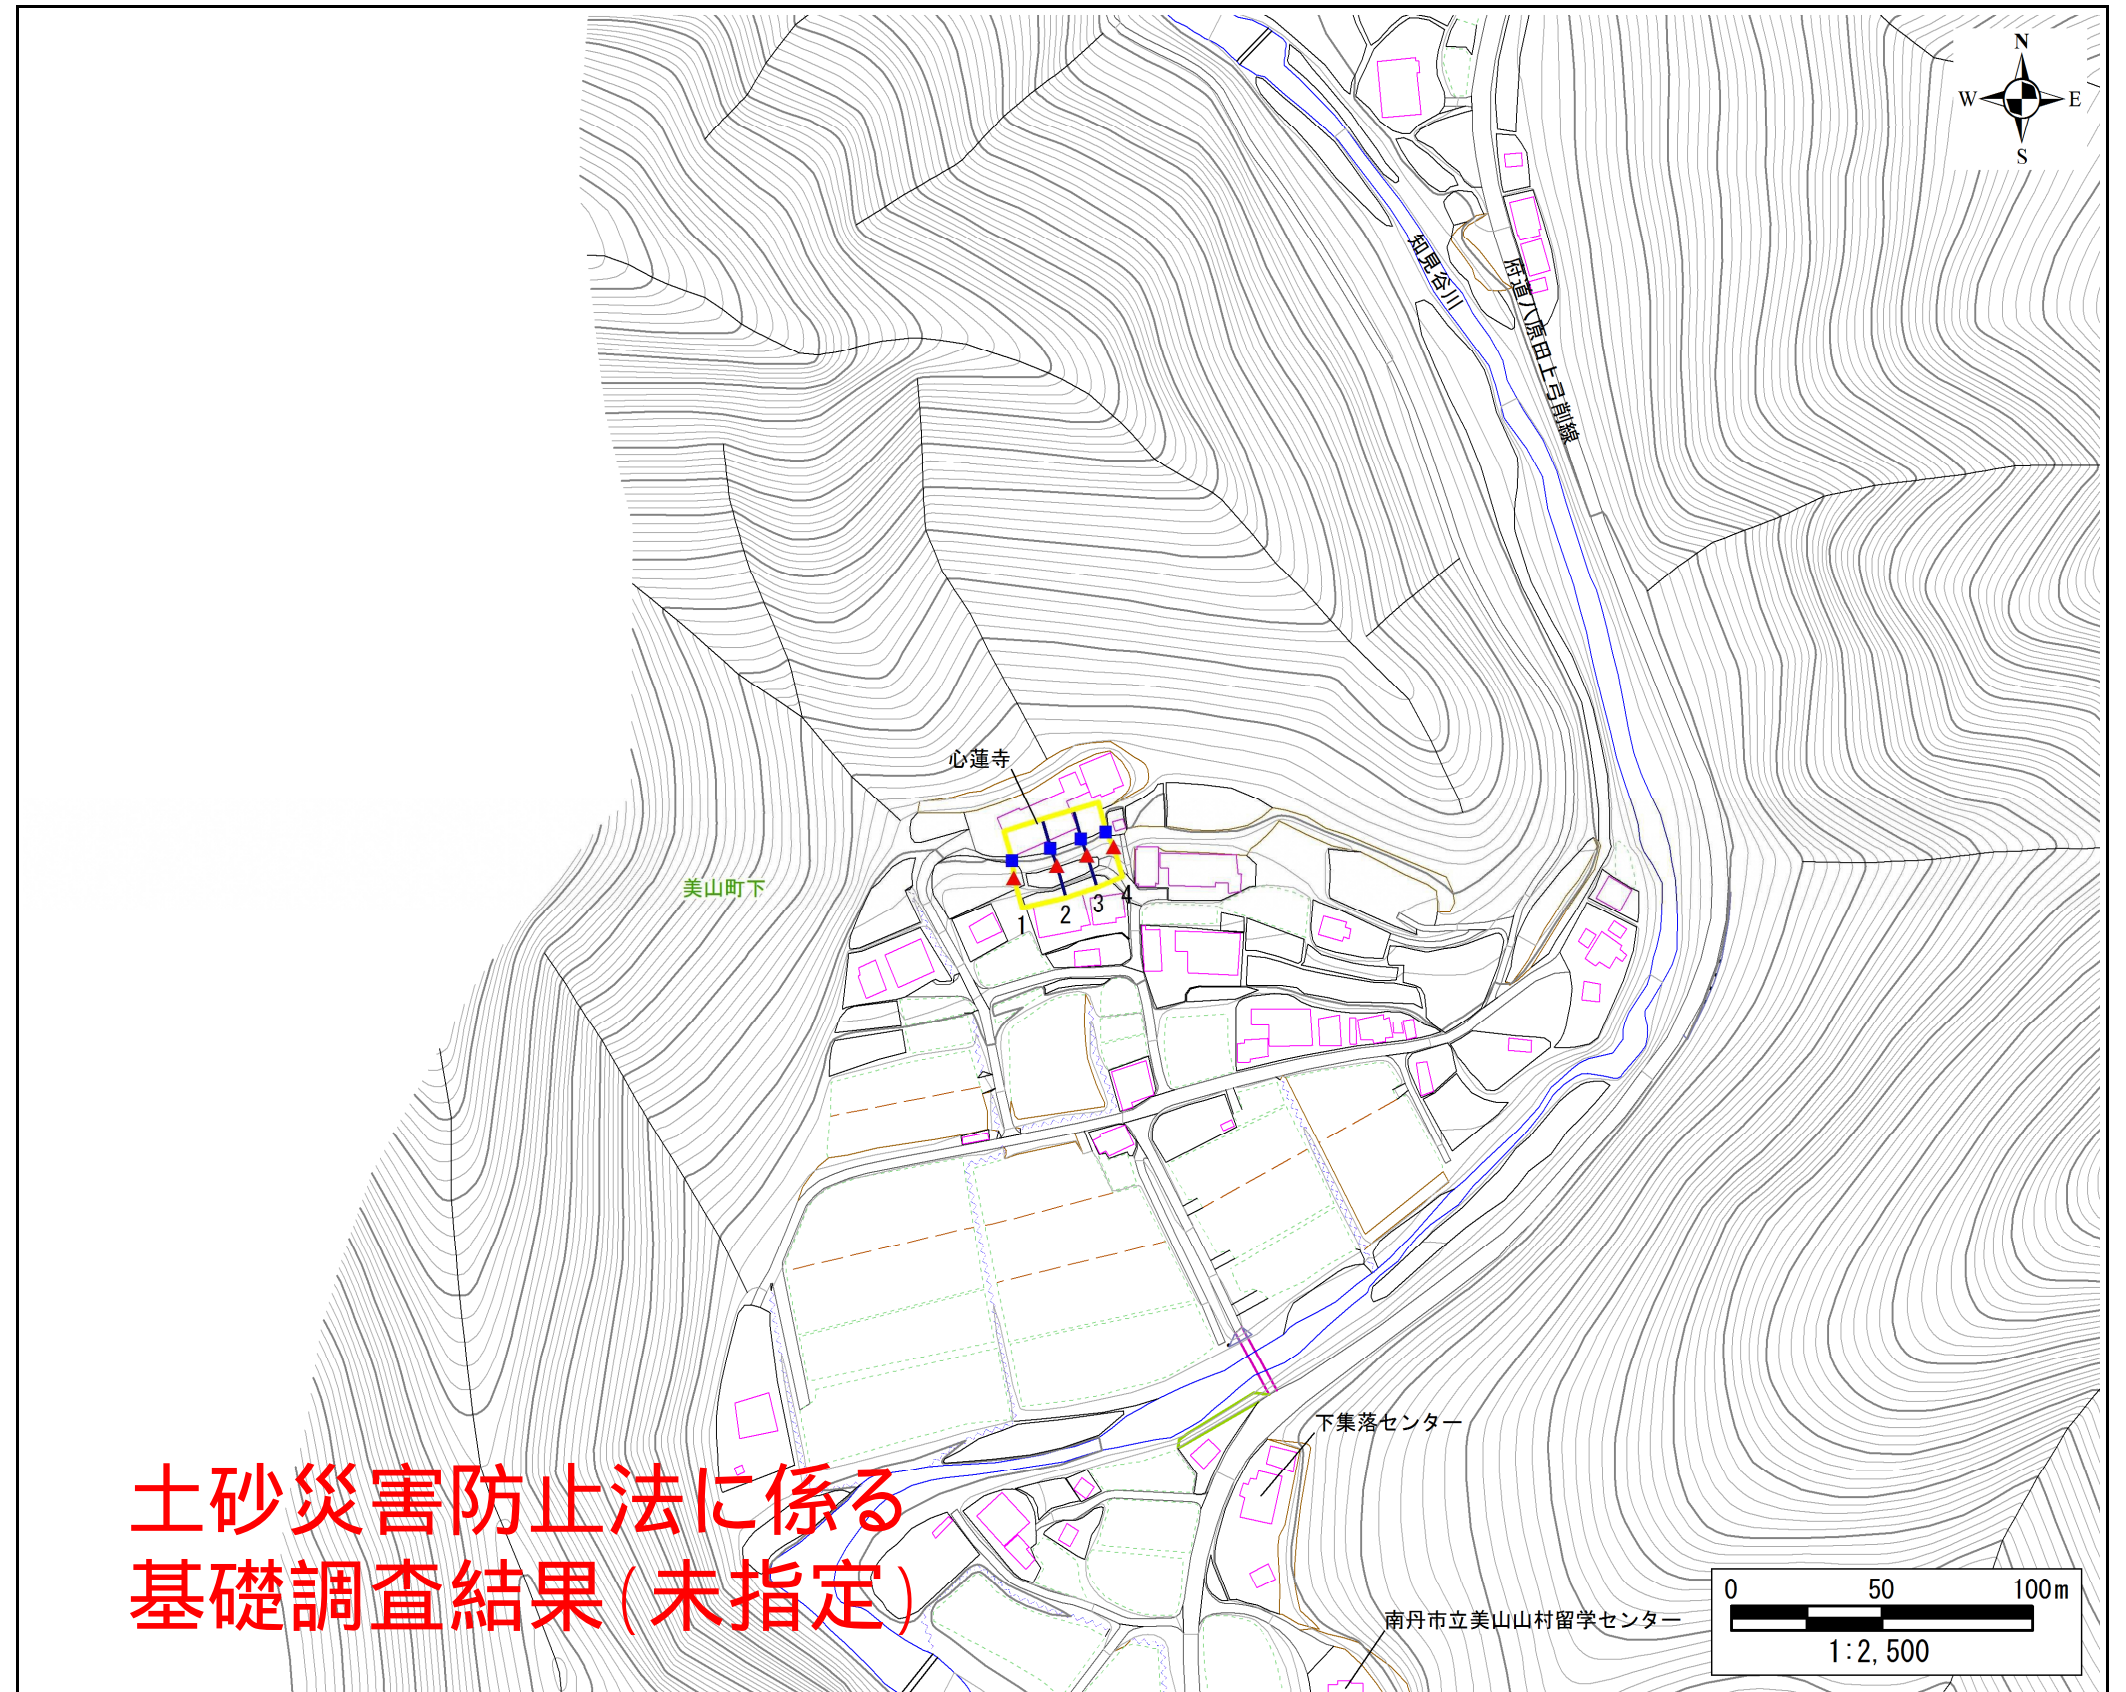 N
W E
S
知見谷川
府道八原田上弓削線
心蓮寺
美山町下
1 2 3 4
下集落センター
土砂災害防止法に係る
基礎調査結果(未指定)
南丹市立美山山村留学センター
0 50 100m
1:2,500